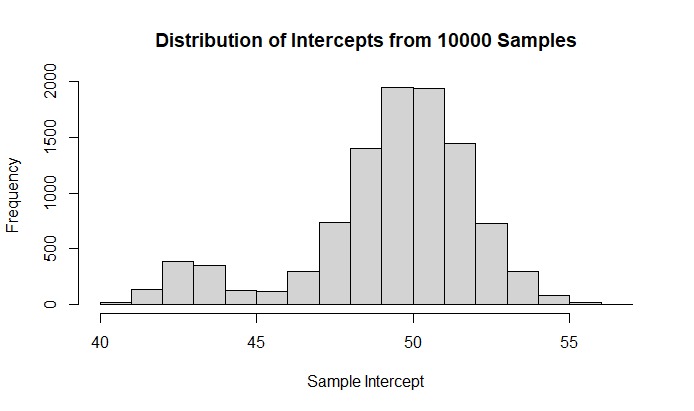 Distribution of Intercepts from 10000 Samples
Frequency
2000
1500
1000
500
0
40 45 50 55
Sample Intercept